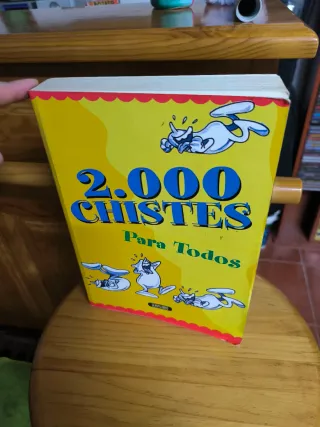 2.000
CHISTES
Para Todos